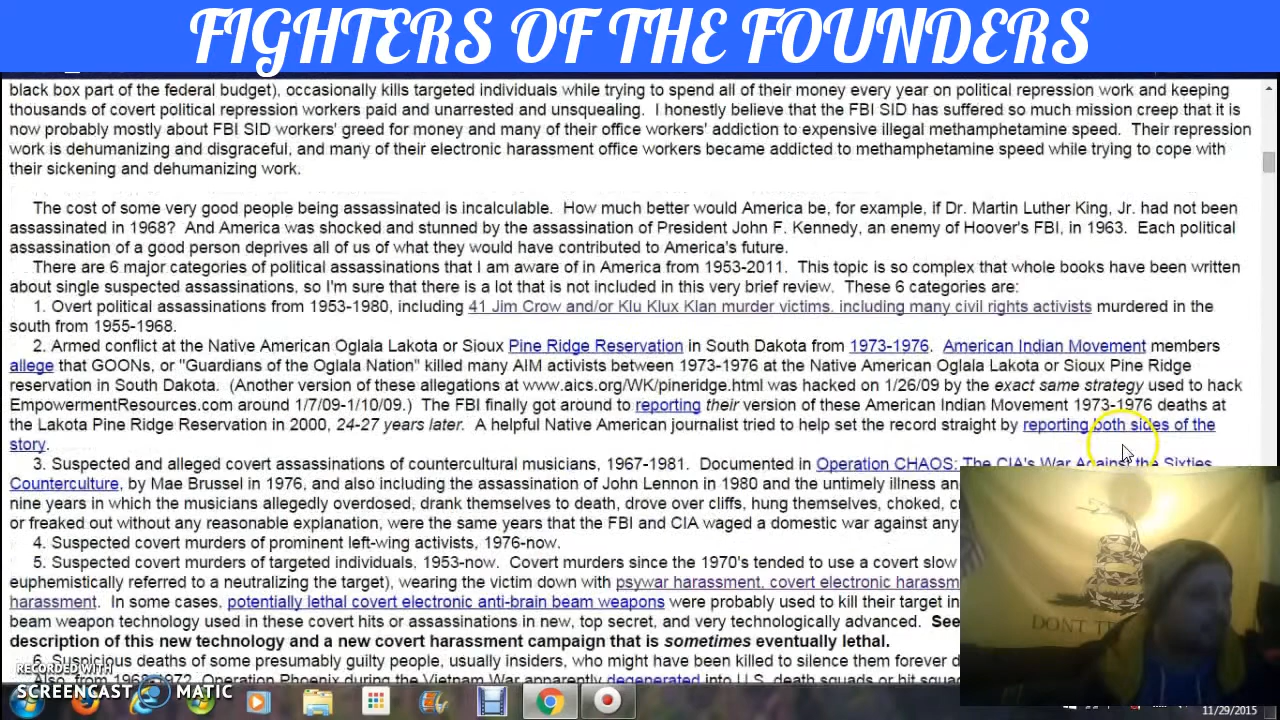 FIGHTERS OF THE FOUNDERS
black box part of the federal budget), occasionally kills targeted individuals while trying to spend all of their money every year on political repression work and keeping
thousands of covert political repression workers paid and unarrested and unsquealing. I honestly believe that the FBI SID has suffered so much mission creep that it is
now probably mostly about FBI SID workers' greed for money and many of their office workers' addiction to expensive illegal methamphetamine speed. Their repression
work is dehumanizing and disgraceful, and many of their electronic harassment office workers became addicted to methamphetamine speed while trying to cope with
their sickening and dehumanizing work.
The cost of some very good people being assassinated is incalculable. How much better would America be, for example, if Dr. Martin Luther King, Jr. had not been
assassinated in 1968? And America was shocked and stunned by the assassination of President John F. Kennedy, an enemy of Hoover's FBI, in 1963. Each political
assassination of a good person deprives all of us of what they would have contributed to America's future.
There are 6 major categories of political assassinations that I am aware of in America from 1953-2011. This topic is so complex that whole books have been written
about single suspected assassinations, so I'm sure that there is a lot that is not included in this very brief review. These 6 categories are:
1. Overt political assassinations from 1953-1980, including 41 Jim Crow and/or Klu Klux Klan murder victims, including many civil rights activists murdered in the
south from 1955-1968.
2. Armed conflict at the Native American Oglala Lakota or Sioux Pine Ridge Reservation in South Dakota from 1973-1976. American Indian Movement members
allege that GOONs, or "Guardians of the Oglala Nation" killed many AIM activists between 1973-1976 at the Native American Oglala Lakota or Sioux Pine Ridge
reservation in South Dakota. (Another version of these allegations at www.aics.org/WK/pineridge.html was hacked on 1/26/09 by the exact same strategy used to hack
EmpowermentResources.com around 1/7/09-1/10/09.) The FBI finally got around to reporting their version of these American Indian Movement 1973-1976 deaths at
the Lakota Pine Ridge Reservation in 2000, 24-27 years later. A helpful Native American journalist tried to help set the record straight by reporting both sides of the
story.
3. Suspected and alleged covert assassinations of countercultural musicians, 1967-1981. Documented in Operation CHAOS: The CIA's War Against the Sixties
Counterculture, by Mae Brussel in 1976, and also including the assassination of John Lennon in 1980 and the untimely illness an
nine years in which the musicians allegedly overdosed, drank themselves to death, drove over cliffs, hung themselves, choked, c
or freaked out without any reasonable explanation, were the same years that the FBI and CIA waged a domestic war against any
4. Suspected covert murders of prominent left-wing activists, 1976-now.
5. Suspected covert murders of targeted individuals, 1953-now. Covert murders since the 1970's tended to use a covert slow
euphemistically referred to a neutralizing the target), wearing the victim down with psywar harassment, covert electronic harassm
harassment. In some cases, potentially lethal covert electronic anti-brain beam weapons were probably used to kill their target in
beam weapon technology used in these covert hits or assassinations in new, top secret, and very technologically advanced. See
description of this new technology and a new covert harassment campaign that is sometimes eventually lethal.
6. Suspicious deaths of some presumably guilty people, usually insiders, who might have been killed to silence them forever d
Also, from 1968-1972, Operation Phoenix during the Vietnam War apparently degenerated into U.S. death squads or hit squa
DONT T
RECORDED WITH
SCREENCAST MATIC
11/29/2015